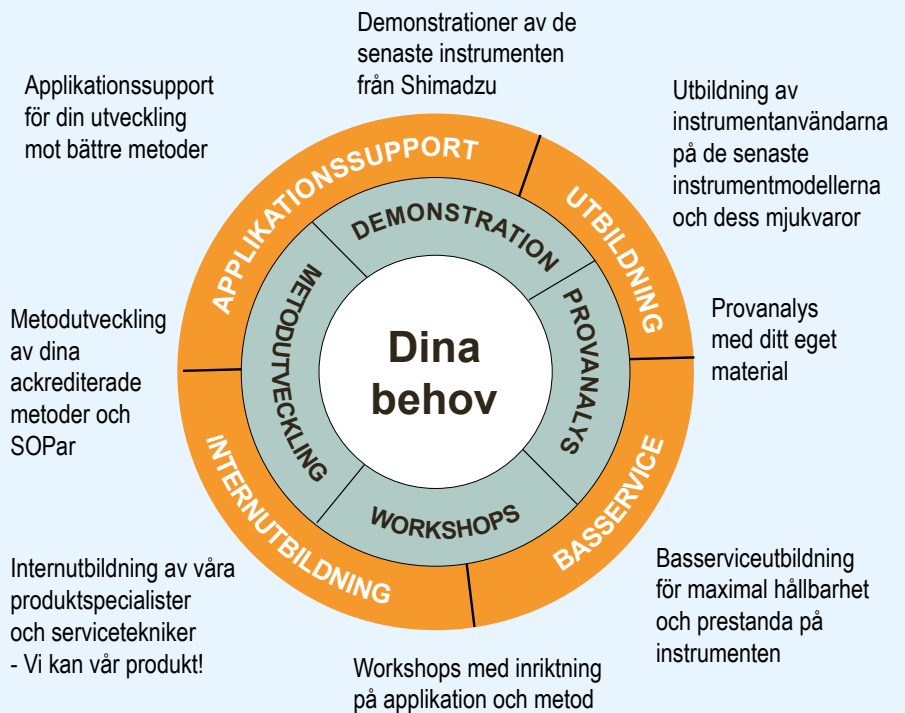 Demonstrationer av de
senaste instrumenten
från Shimadzu
Applikationssupport
för din utveckling
mot bättre metoder
Utbildning av
instrumentanvändarna
på de senaste
instrumentmodellerna
och dess mjukvaror
APPLIKATIONSSUPPORT
UTBILDNING
DEMONSTRATION
METODUTVECKLING
PROVANALYS
Dina
behov
Metodutveckling
av dina
ackrediterade
metoder och
SOPar
Provanalys
med ditt eget
material
INTERNUTBILDNING
WORKSHOPS
BASSERVICE
Internutbildning av våra
produktspecialister
och servicetekniker
- Vi kan vår produkt!
Basserviceutbildning
för maximal hållbarhet
och prestanda på
instrumenten
Workshops med inriktning
på applikation och metod